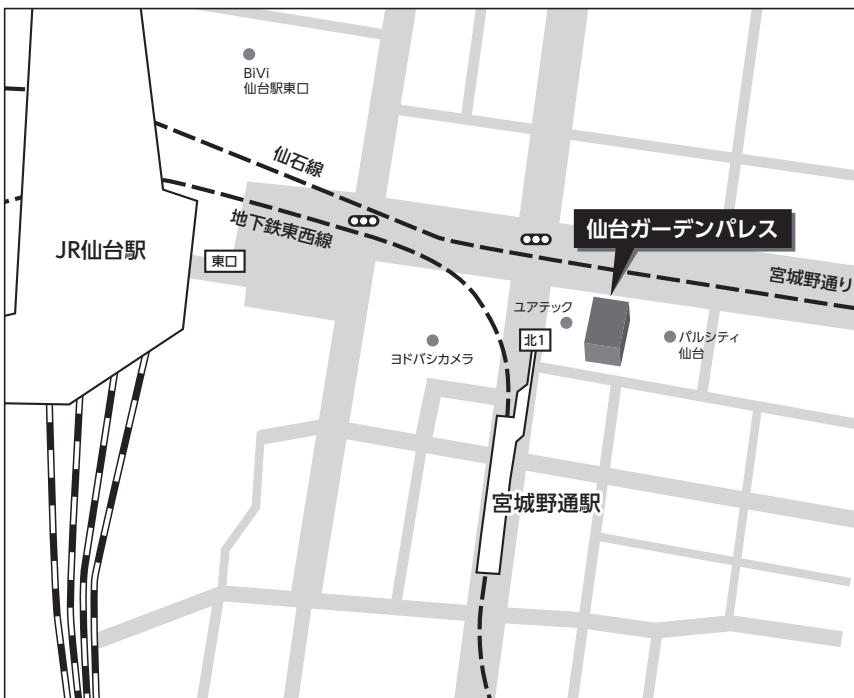 BiVi
仙台駅東口
仙石線
地下鉄東西線
仙台ガーデンパレス
JR仙台駅
東口
宮城野通り
ユアテック
北1
パルシティ
仙台
ヨドバシカメラ
宮城野通駅